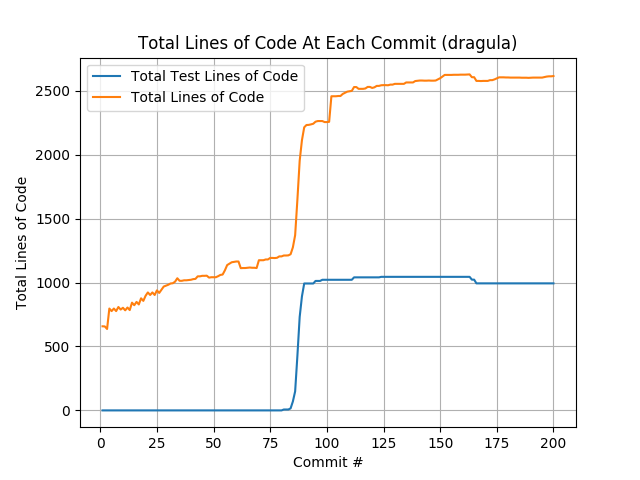 Total Lines of Code At Each Commit (dragula)
Total Test Lines of Code
Total Lines of Code
Total Lines of Code
2500
2000
1500
1000
500
0
0 25 50 75 100 125 150 175 200
Commit #